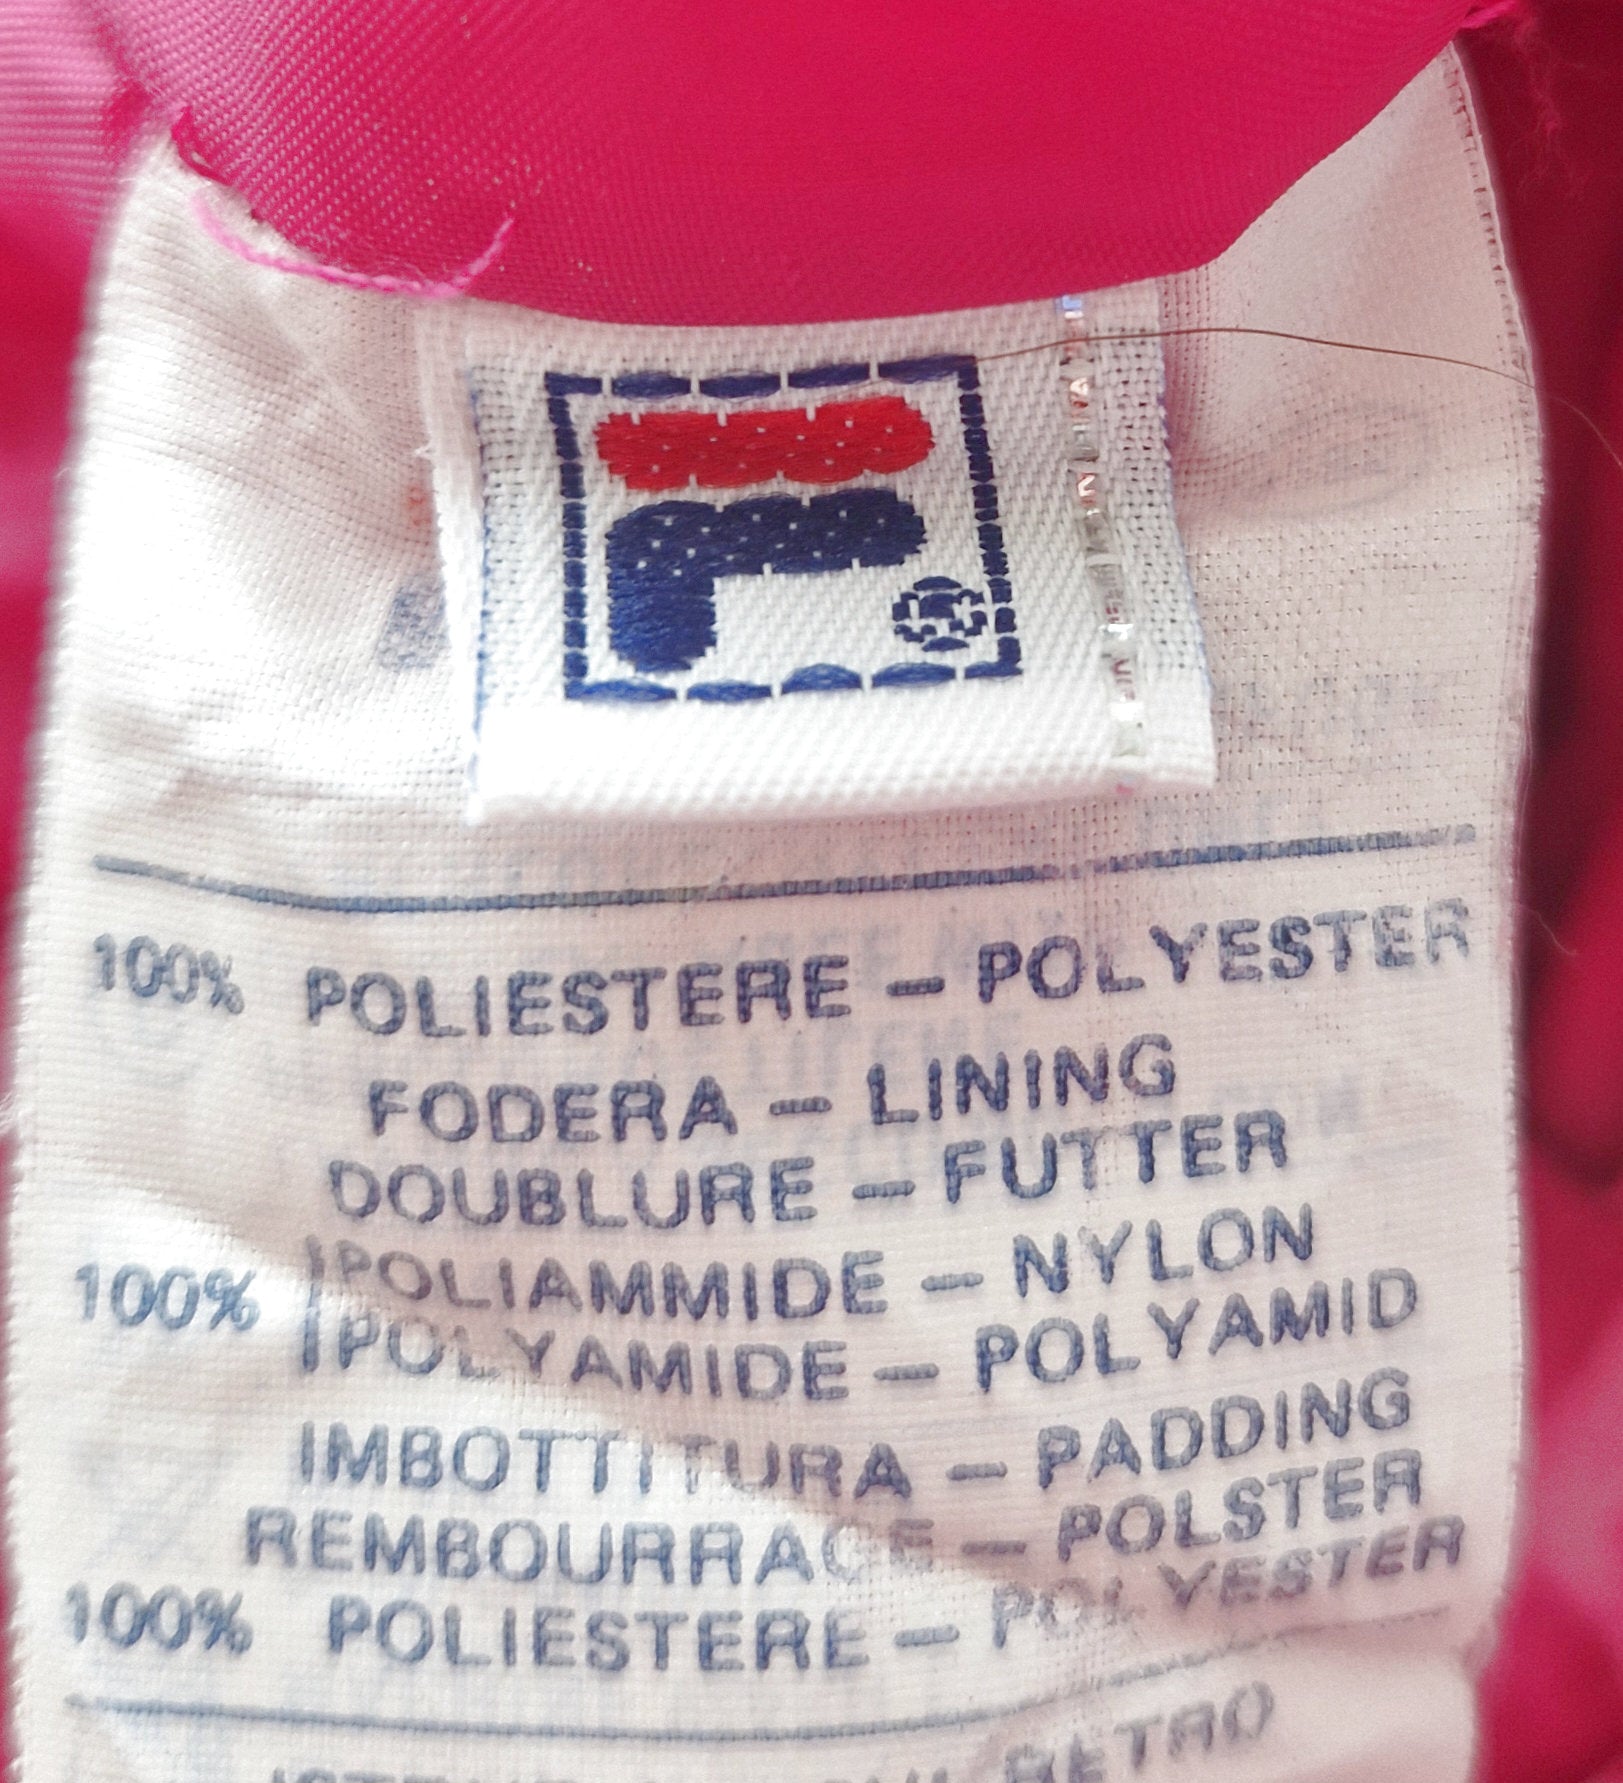 100% POLIESTERE – POLYESTER
FODERA – LINING
DOUBLURE – FUTTER
100% POLIAMMIDE – NYLON
POLYAMIDE – POLYAMID
IMBOTTITURA – PADDING
REMBOURRAGE – POLSTER
100% POLIESTERE – POLYESTER
RETRO